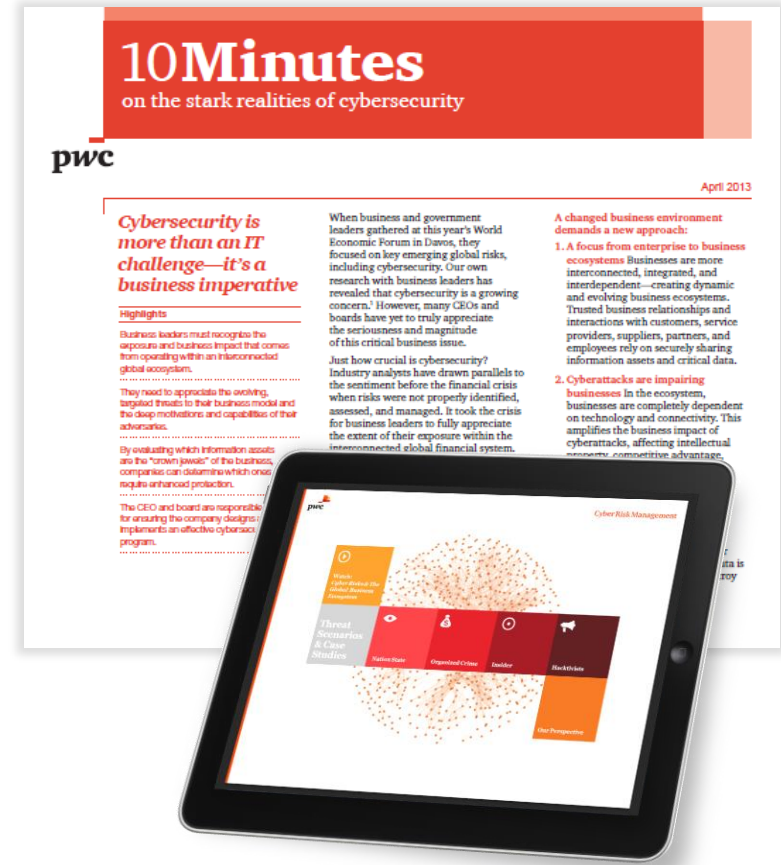 10Minutes
on the stark realities of cybersecurity
pwc
April 2013
Cybersecurity is
more than an IT
challenge—it's a
business imperative
Highlights
Business leaders must recognize the
exposure and business impact that comes
from operating within an interconnected
global ecosystem.
They need to appreciate the evolving,
targeted threats to their business model and
the deep motivations and capabilities of their
adversaries.
By evaluating which information assets
are the "crown jewels" of the business,
companies can determine which ones
require enhanced protection.
The CEO and board are responsible
for ensuring the company designs
implements an effective cybersecu
program.
When business and government
leaders gathered at this year's World
Economic Forum in Davos, they
focused on key emerging global risks,
including cybersecurity. Our own
research with business leaders has
revealed that cybersecurity is a growing
concern.¹ However, many CEOs and
boards have yet to truly appreciate
the seriousness and magnitude
of this critical business issue.
Just how crucial is cybersecurity?
Industry analysts have drawn parallels to
the sentiment before the financial crisis
when risks were not properly identified,
assessed, and managed. It took the crisis
for business leaders to fully appreciate
the extent of their exposure within the
interconnected global financial system.
A changed business environment
demands a new approach:
1. A focus from enterprise to business
ecosystems Businesses are more
interconnected, integrated, and
interdependent—creating dynamic
and evolving business ecosystems.
Trusted business relationships and
interactions with customers, service
providers, suppliers, partners, and
employees rely on securely sharing
information assets and critical data.
2. Cyberattacks are impairing
businesses In the ecosystem,
businesses are completely dependent
on technology and connectivity. This
amplifies the business impact of
cyberattacks, affecting intellectual
property, competitive advantage,
is
roy
pwc
Cyber Risk Management
Watch:
Cyber Risks & The
Global Business
Ecosystem
Threat
Scenarios
& Case
Studies
Nation State
Organized Crime
Insider
Hacktivists
Our Perspective